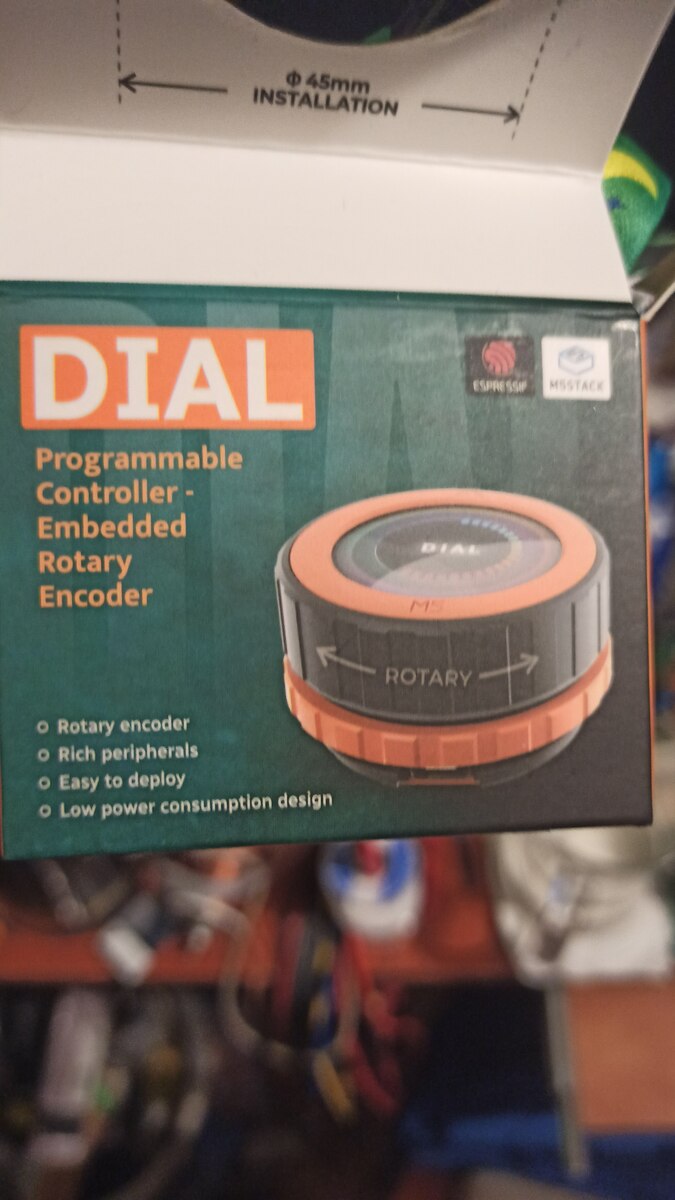 Φ 45mm
INSTALLATION
DIAL
ESPRESSIF
M5STACK
Programmable
Controller -
Embedded
Rotary
Encoder
DIAL
M5
ROTARY
Rotary encoder
Rich peripherals
Easy to deploy
Low power consumption design